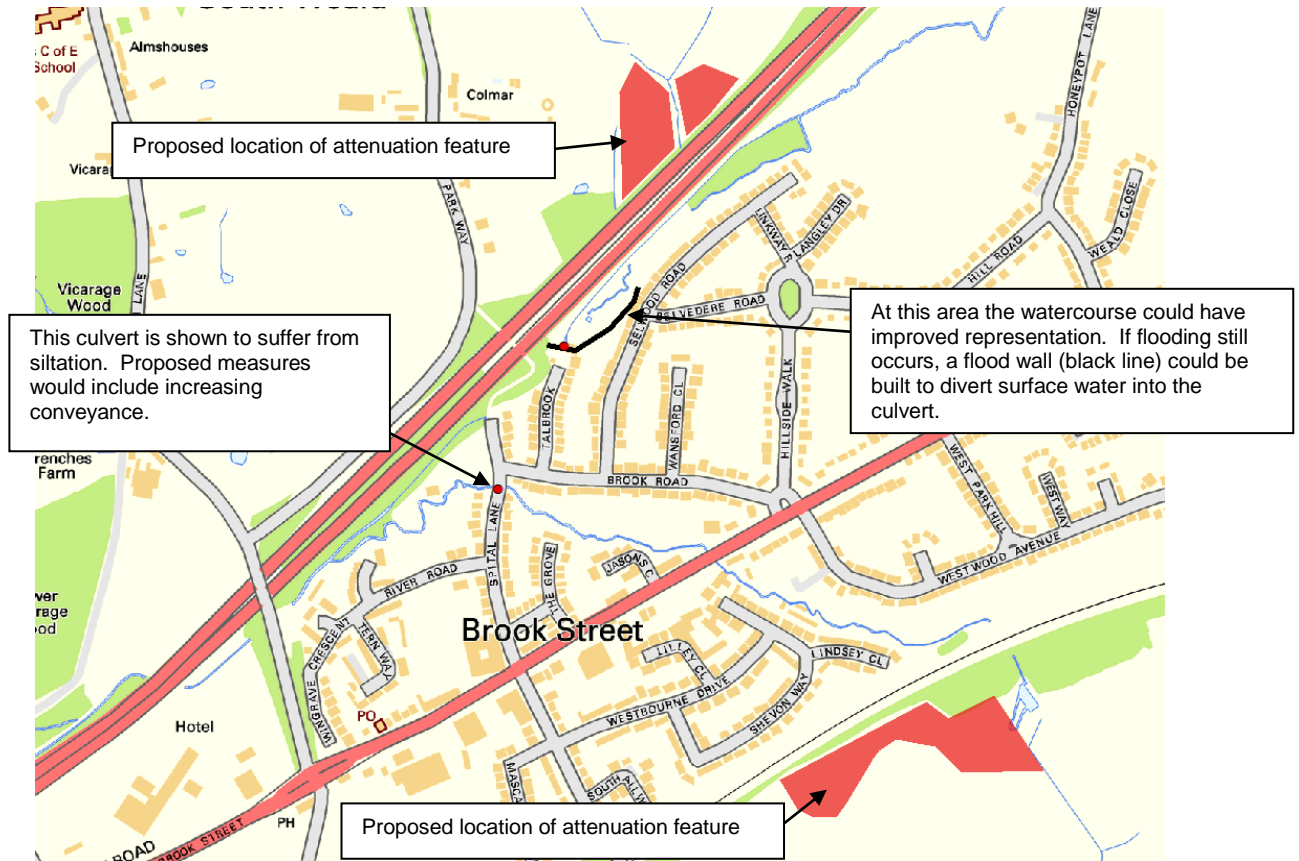 South Weald
s C of E
School
Almshouses
Colmar
HONEYPOT LANE
Proposed location of attenuation feature
PARK WAY
LANE
LINKWAY
LANGLEY DR
WEALD CLOSE
HILL ROAD
Vicarage
Wood
SELWOOD ROAD
BELVEDERE ROAD
This culvert is shown to suffer from
siltation. Proposed measures
would include increasing
conveyance.
At this area the watercourse could have
improved representation. If flooding still
occurs, a flood wall (black line) could be
built to divert surface water into the
culvert.
TALBROOK
WANSFORD CL
HILLSIDE WALK
renches
Farm
BROOK ROAD
WEST PARK HILL
WESTWAY
WESTWOOD AVENUE
SPITAL LANE
RIVER ROAD
THE GROVE
JASONS C
WINGRAVE CRESCENT
TERN WAY
Brook Street
LILLEY CL
LINDSEY CL
WESTBOURNE DRIVE
SHEVON WAY
PO
Hotel
MASCA
SOUTH
PH
BROOK STREET
ROAD
Proposed location of attenuation feature